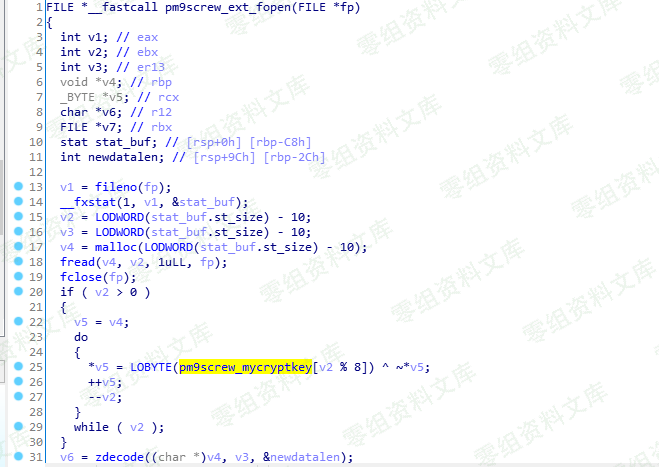 1 FILE *__fastcall pm9screw_ext_fopen(FILE *fp)
2 {
3 int v1; // eax
4 int v2; // ebx
5 int v3; // er13
6 void *v4; // rbp
7 _BYTE *v5; // rcx
8 char *v6; // r12
9 FILE *v7; // rbx
10 stat stat_buf; // [rsp+0h] [rbp-C8h]
11 int newdatalen; // [rsp+9Ch] [rbp-2Ch]
12
13 v1 = fileno(fp);
14 __fxstat(1, v1, &stat_buf);
15 v2 = LODWORD(stat_buf.st_size) - 10;
16 v3 = LODWORD(stat_buf.st_size) - 10;
17 v4 = malloc(LODWORD(stat_buf.st_size) - 10);
18 fread(v4, v2, 1uLL, fp);
19 fclose(fp);
20 if ( v2 > 0 )
21 {
22 v5 = v4;
23 do
24 {
25 *v5 = LOBYTE(pm9screw_mycryptkey[v2 % 8]) ^ ~*v5;
26 ++v5;
27 --v2;
28 }
29 while ( v2 );
30 }
31 v6 = zdecode((char *)v4, v3, &newdatalen);
零组资料文库